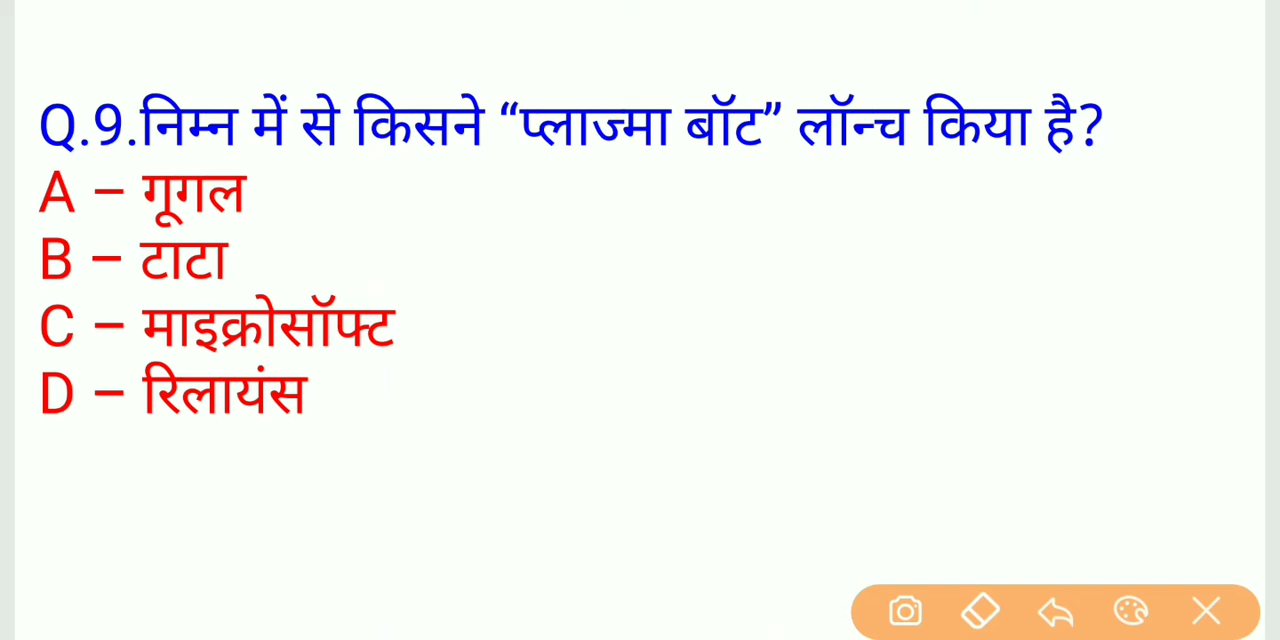 Q.9.निम्न में से किसने “प्लाज्मा बॉट” लॉन्च किया है?
A – गूगल
B – टाटा
C – माइक्रोसॉफ्ट
D – रिलायंस